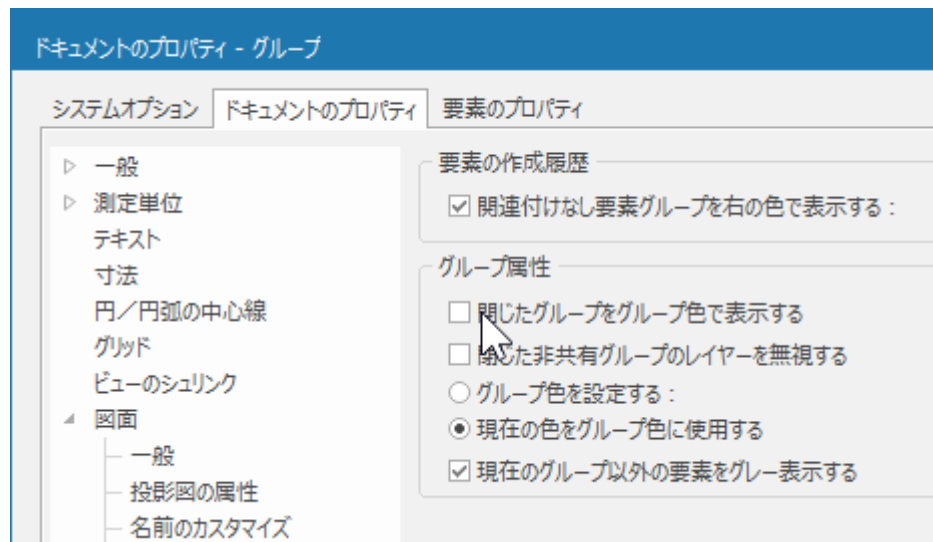 ドキュメントのプロパティ - グループ
システムオプション ドキュメントのプロパティ 要素のプロパティ
一般
測定単位
テキスト
寸法
円／円弧の中心線
グリッド
ビューのシュリンク
図面
一般
投影図の属性
名前のカスタマイズ
要素の作成履歴
関連付けなし要素グループを右の色で表示する：
グループ属性
閉じたグループをグループ色で表示する
閉じた非共有グループのレイヤーを無視する
グループ色を設定する：
現在の色をグループ色に使用する
現在のグループ以外の要素をグレー表示する